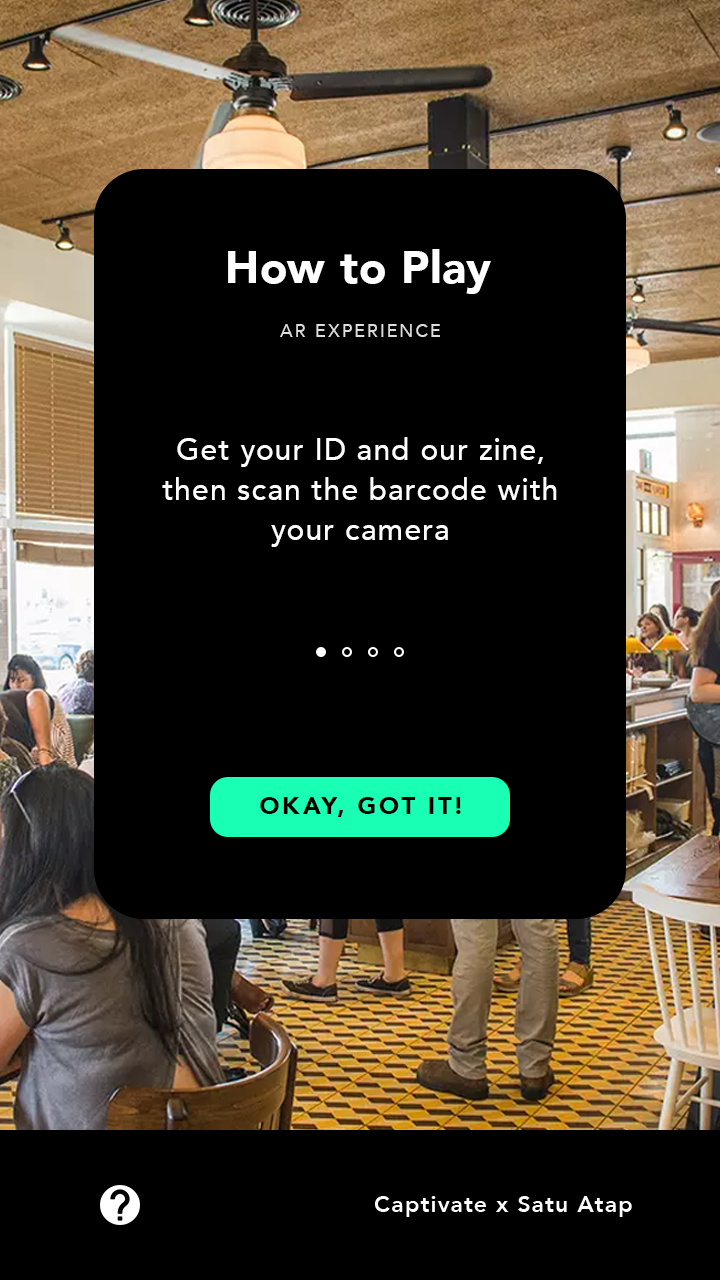 How to Play
AR EXPERIENCE
Get your ID and our zine,
then scan the barcode with
your camera
OKAY, GOT IT!
Captivate x Satu Atap